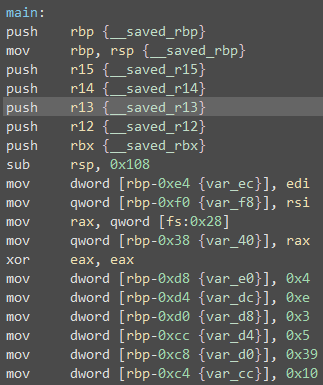 main:
push rbp {__saved_rbp}
mov rbp, rsp {__saved_rbp}
push r15 {__saved_r15}
push r14 {__saved_r14}
push r13 {__saved_r13}
push r12 {__saved_r12}
push rbx {__saved_rbx}
sub rsp, 0x108
mov dword [rbp-0xe4 {var_ec}], edi
mov qword [rbp-0xf0 {var_f8}], rsi
mov rax, qword [fs:0x28]
mov qword [rbp-0x38 {var_40}], rax
xor eax, eax
mov dword [rbp-0xd8 {var_e0}], 0x4
mov dword [rbp-0xd4 {var_dc}], 0xe
mov dword [rbp-0xd0 {var_d8}], 0x3
mov dword [rbp-0xcc {var_d4}], 0x5
mov dword [rbp-0xc8 {var_d0}], 0x39
mov dword [rbp-0xc4 {var_cc}], 0x10